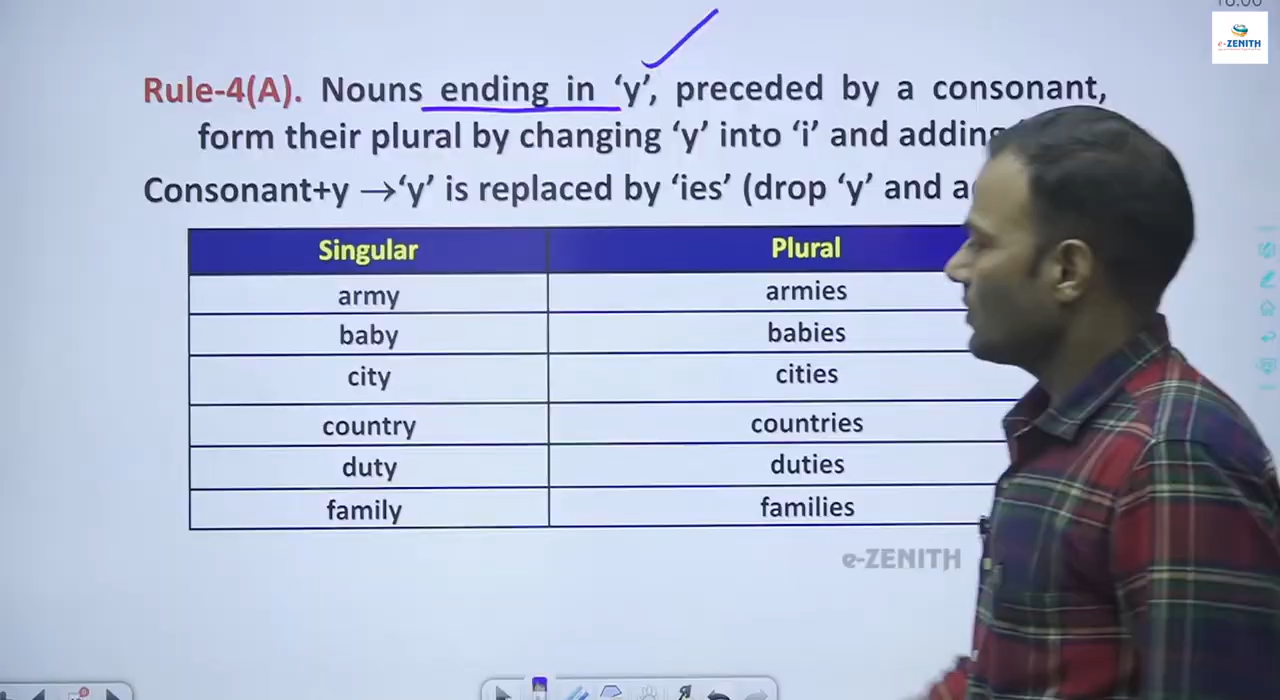 e-ZENITH
Rule-4(A). Nouns ending in ‘y’, preceded by a consonant,
form their plural by changing ‘y’ into ‘i’ and adding
Consonant+y →‘y’ is replaced by ‘ies’ (drop ‘y’ and
Singular Plural
army armies
baby babies
city cities
country countries
duty duties
family families
e-ZENITH